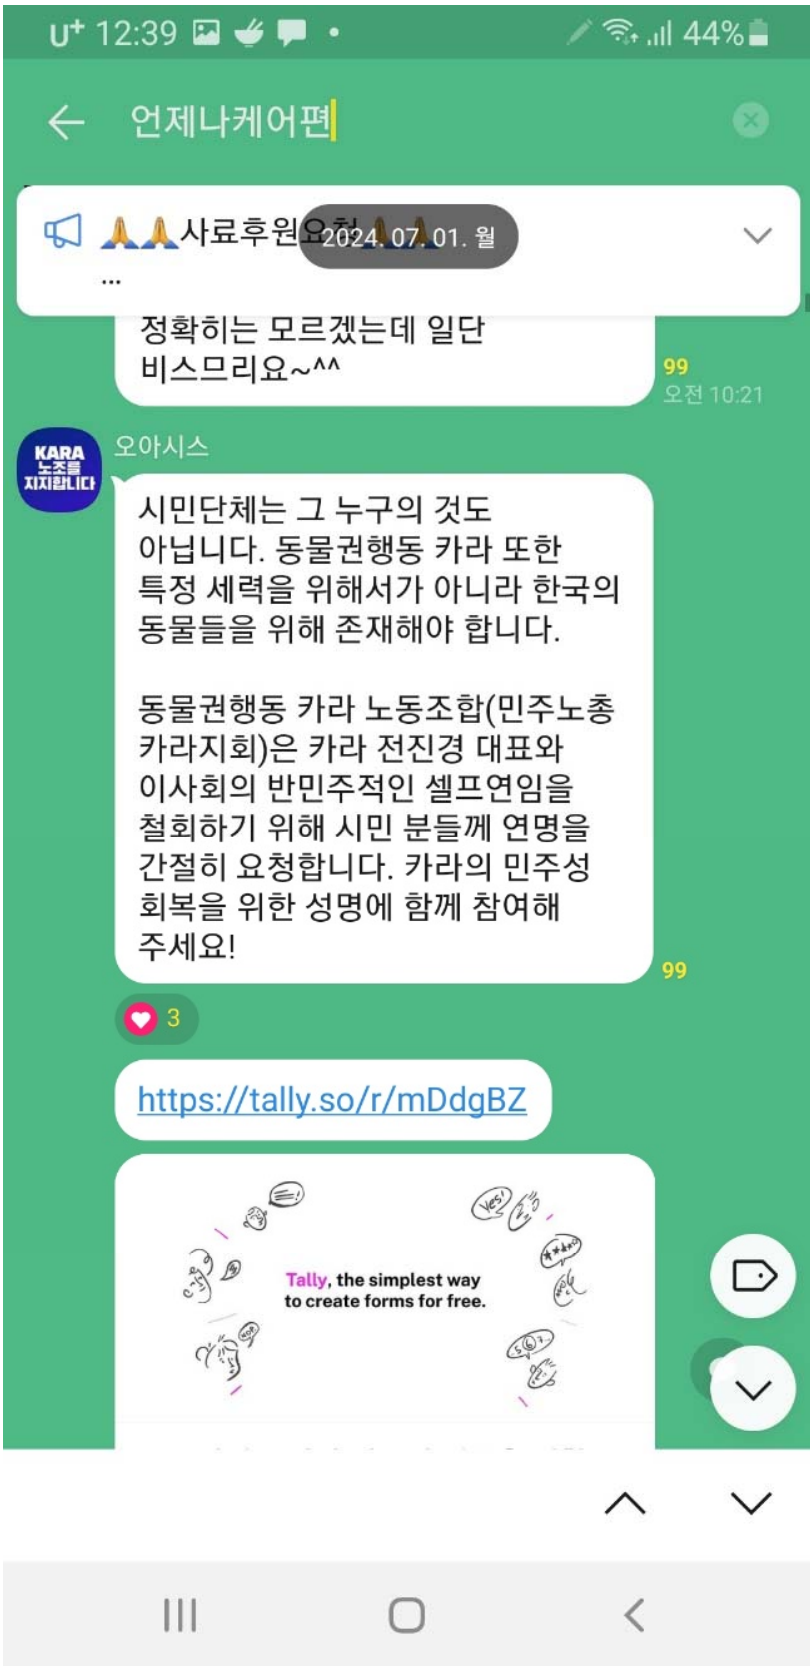 U+ 12:39
44%
언제나케어편
🙏🙏사료후원
2024. 07. 01. 월
...
정확히는 모르겠는데 일단
비스므리요~^^
99
오전 10:21
KARA
노조를
지지합니다
오아시스
시민단체는 그 누구의 것도
아닙니다. 동물권행동 카라 또한
특정 세력을 위해서가 아니라 한국의
동물들을 위해 존재해야 합니다.
동물권행동 카라 노동조합(민주노총
카라지회)은 카라 전진경 대표와
이사회의 반민주적인 셀프연임을
철회하기 위해 시민 분들께 연명을
간절히 요청합니다. 카라의 민주성
회복을 위한 성명에 함께 참여해
주세요!
99
3
https://tally.so/r/mDdgBZ
Yes!
Tally, the simplest way
to create forms for free.